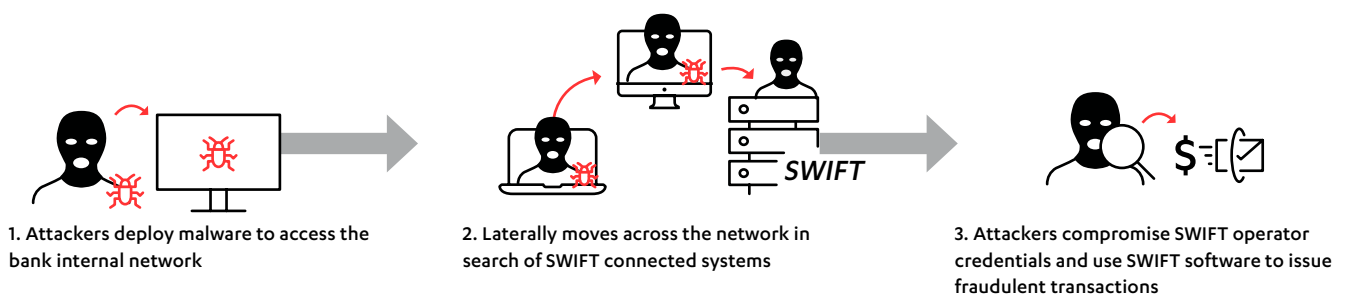 SWIFT
1. Attackers deploy malware to access the
bank internal network
2. Laterally moves across the network in
search of SWIFT connected systems
3. Attackers compromise SWIFT operator
credentials and use SWIFT software to issue
fraudulent transactions